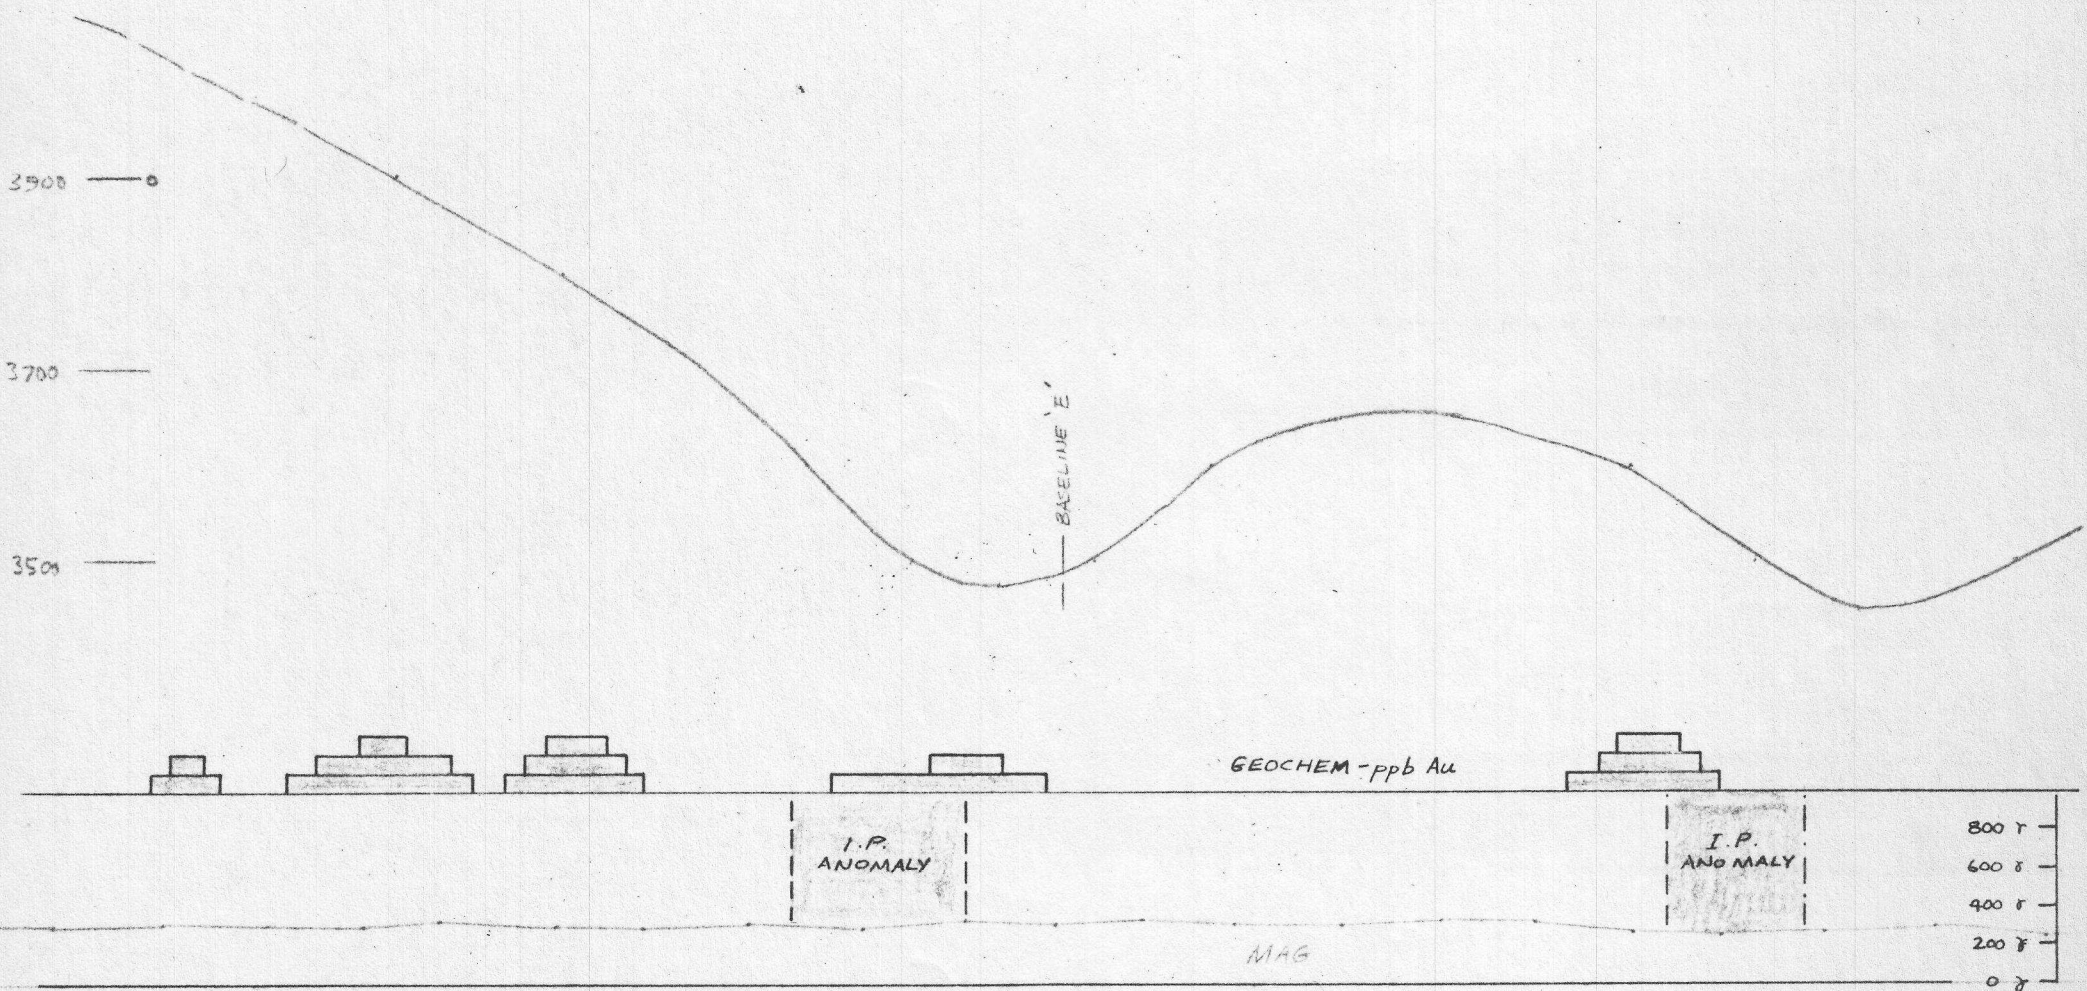 3900
3700
3500
BASELINE 'E'
GEOCHEM - ppb Au
I.P.
ANOMALY
I.P.
ANOMALY
800 γ
600 γ
400 γ
200 γ
0 γ
MAG